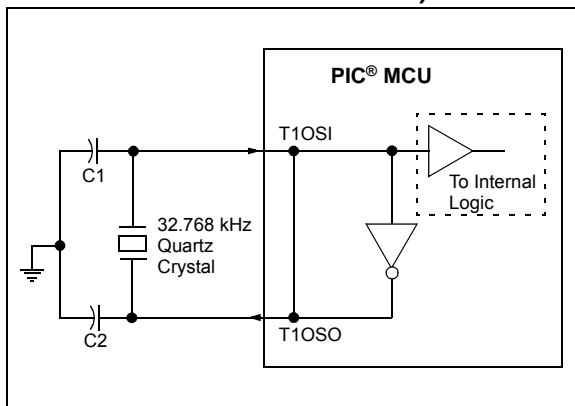 PIC® MCU
T1OSI
C1
To Internal
Logic
32.768 kHz
Quartz
Crystal
T1OSO
C2